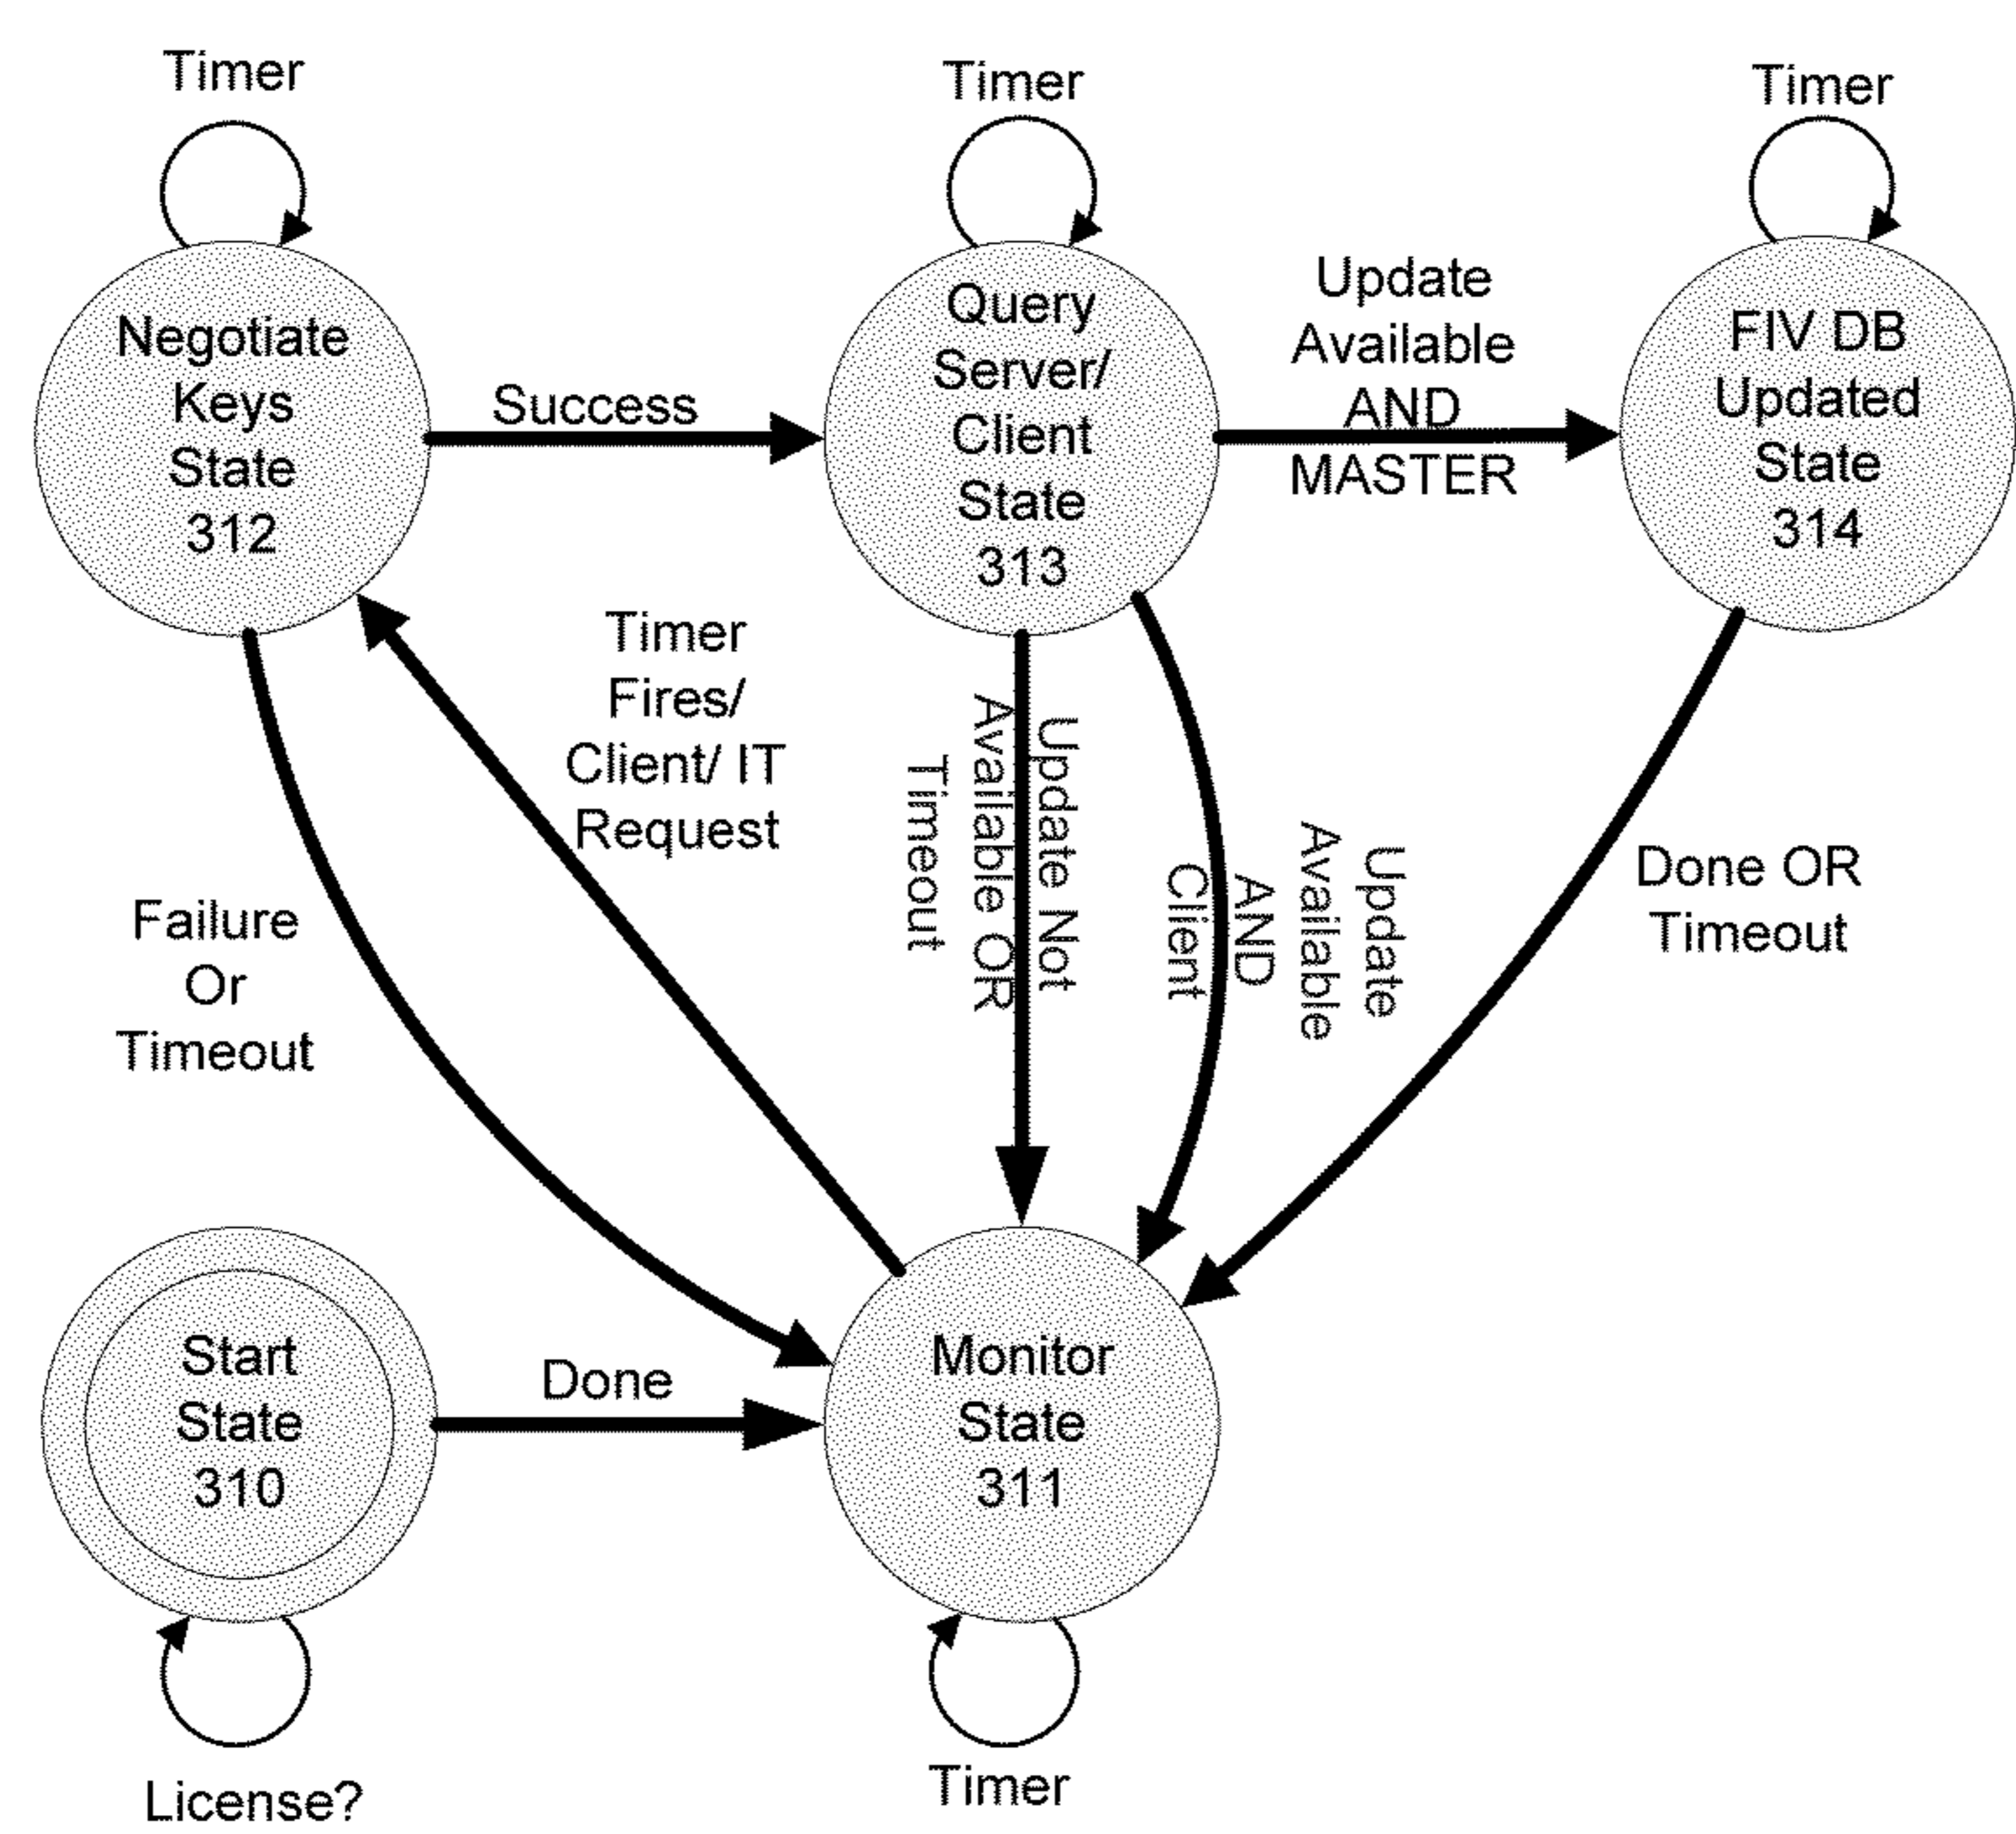 Timer
Timer
Timer
Negotiate
Keys
State
312
Success
Query
Server/
Client
State
313
Update
Available
AND
MASTER
FIV DB
Updated
State
314
Timer
Fires/
Client/ IT
Request
Failure
Or
Timeout
Update Not
Available OR
Timeout
Update
Available
AND
Client
Done OR
Timeout
Start
State
310
Done
Monitor
State
311
License?
Timer